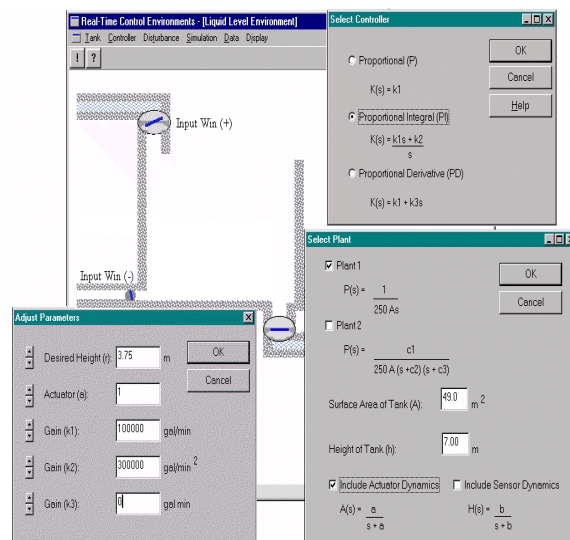 Real-Time Control Environments - [Liquid Level Environment]
Tank Controller Disturbance Simulation Data Display
! ?
Input Win (+)
Input Win (-)
Select Controller
Proportional (P)
K(s) = k1
Proportional Integral (PI)
K(s) = k1s + k2
s
Proportional Derivative (PD)
K(s) = k1 + k3s
OK
Cancel
Help
Select Plant
Plant 1
P(s) = 1
250 As
Plant 2
P(s) = c1
250 A (s +c2) (s + c3)
OK
Cancel
Surface Area of Tank (A): 49.0 m 2
Height of Tank (h): 7.00 m
Include Actuator Dynamics Include Sensor Dynamics
A(s) = a
s + a
H(s) = b
s + b
Adjust Parameters
Desired Height (r): 3.75 m
Actuator (a): 1
Gain (k1): 100000 gal/min
Gain (k2): 300000 gal/min 2
Gain (k3): 0 gal min
OK
Cancel